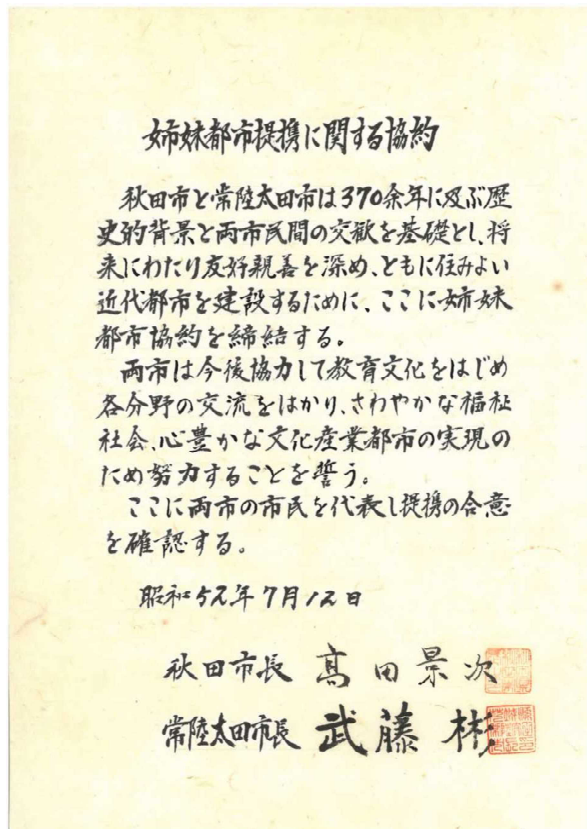 姉妹都市提携に関する協約
秋田市と常陸太田市は370余年に及ぶ歴
史的背景と両市民間の交歓を基礎とし、将
来にわたり友好親善を深め、ともに住みよい
近代都市を建設するために、ここに姉妹
都市協約を締結する。
両市は今後協力して教育文化をはじめ
各分野の交流をはかり、さわやかな福祉
社会、心豊かな文化産業都市の実現の
ため努力することを誓う。
ここに両市の市民を代表し提携の合意
を確認する。
昭和52年7月12日
秋田市長 高田景次
常陸太田市長 武藤彬